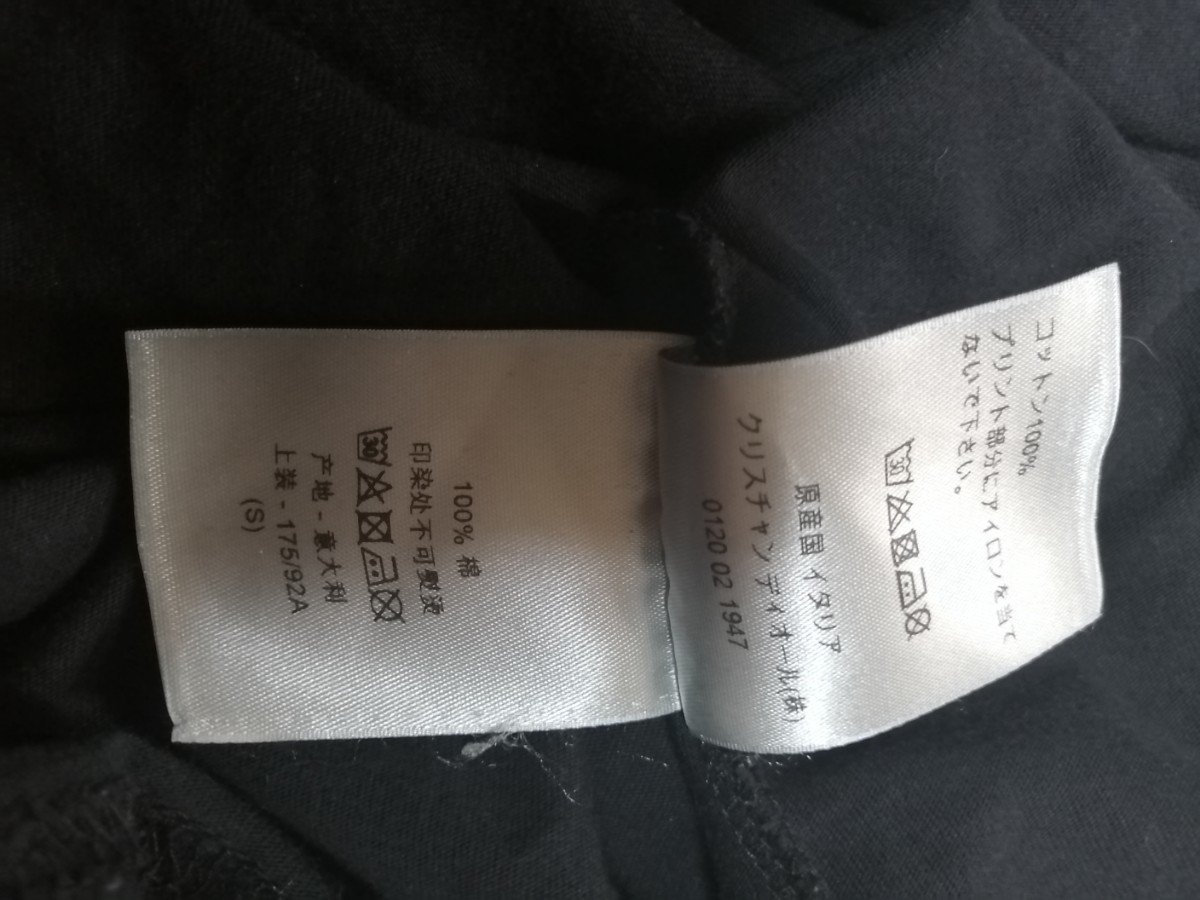 100% 棉
印染处不可熨烫
30
产地 - 意大利
上装 - 175/92A
(S)
コットン100%
プリント部分にアイロンを当て
ないで下さい。
30
原産国 イタリア
クリスチャン ディオール(株)
0120 02 1947